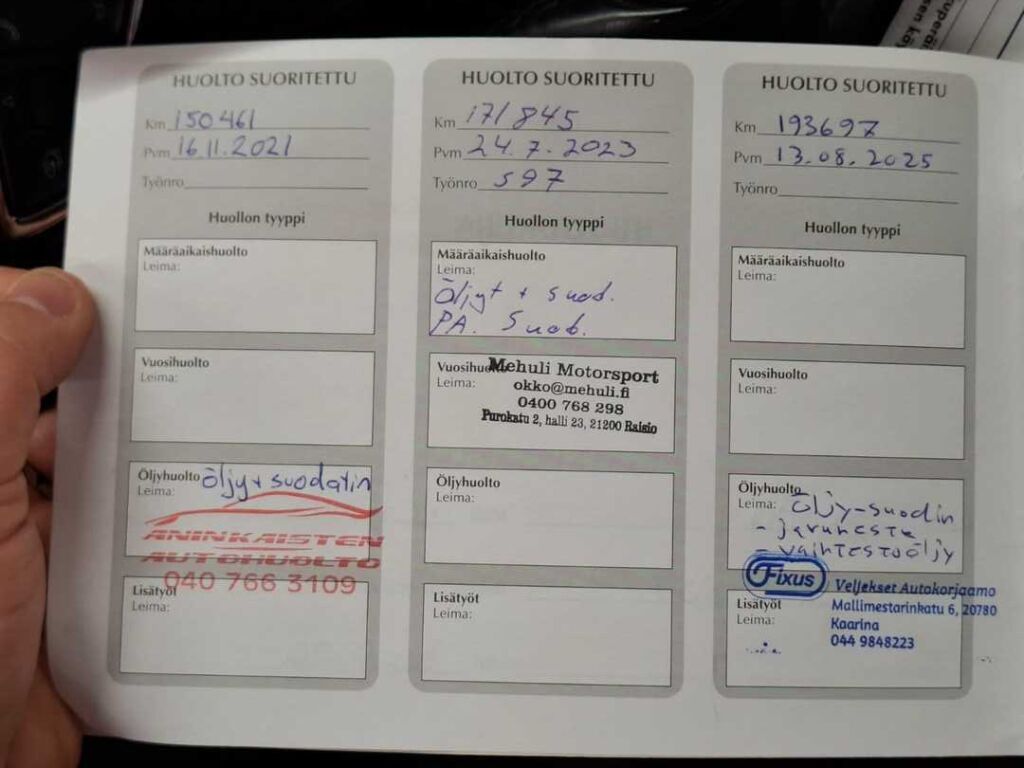 HUOLTO SUORITETTU
Km 150461
Pvm 16.11.2021
Työnro
Huollon tyyppi
Määräaikaishuolto
Leima:
Vuosihuolto
Leima:
Öljyhuolto öljy + suodatin
Leima:
ANINKAISTEN
AUTOHUOLTO
040 766 3109
Lisätyöt
Leima:
HUOLTO SUORITETTU
Km 171845
Pvm 24.7.2023
Työnro 597
Huollon tyyppi
Määräaikaishuolto
Leima:
Öljyt + suod.
PA. Suod.
Vuosihuolto
Leima:
Mehuli Motorsport
okko@mehuli.fi
0400 768 298
Purokatu 2, halli 23, 21200 Raisio
Öljyhuolto
Leima:
Lisätyöt
Leima:
HUOLTO SUORITETTU
Km 193697
Pvm 13.08.2025
Työnro
Huollon tyyppi
Määräaikaishuolto
Leima:
Vuosihuolto
Leima:
Öljyhuolto
Leima: Öljy-suodin
- jarruneste
- vaihteistoöljy
Fixus
Veljekset Autokorjaamo
Mallimestarinkatu 6, 20780
Kaarina
044 9848223
Lisätyöt
Leima: